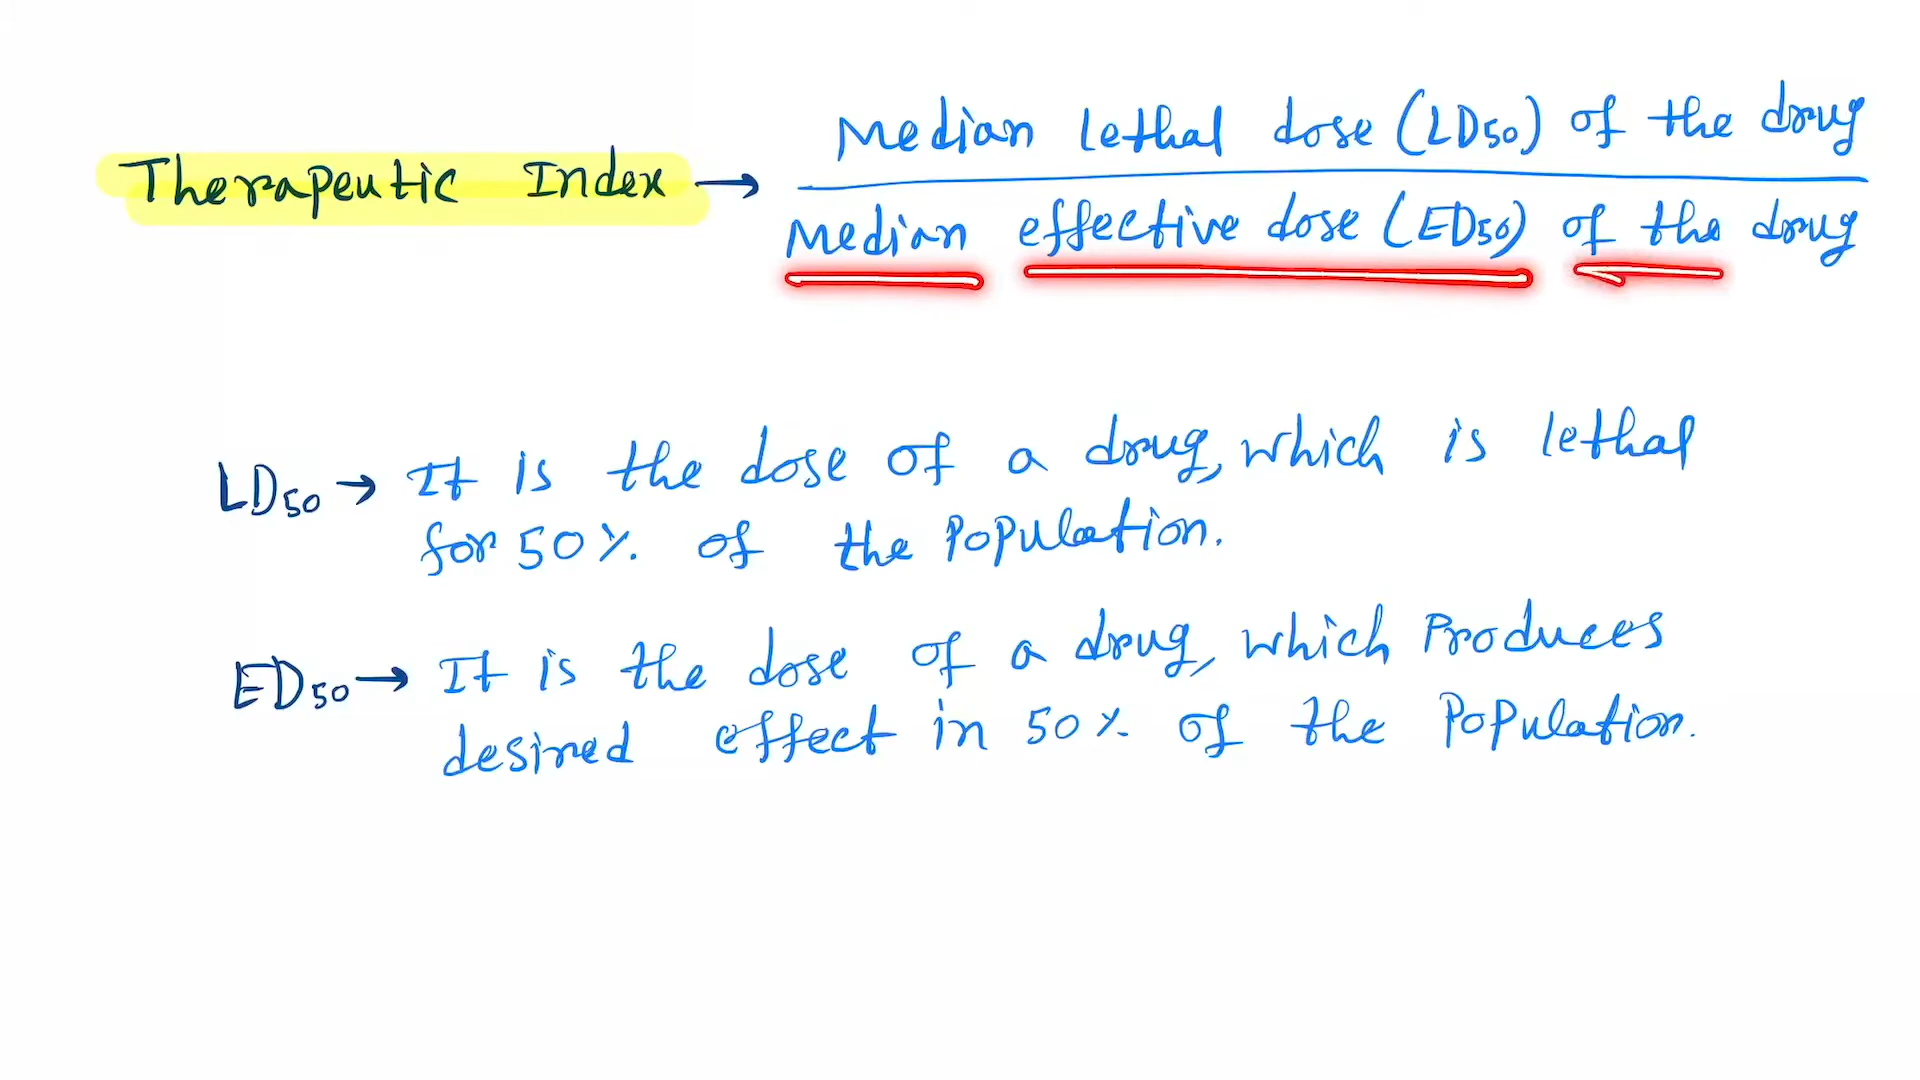 Therapeutic Index → Median lethal dose (LD50) of the drug
Median effective dose (ED50) of the drug
LD50 → It is the dose of a drug, which is lethal
for 50% of the population.
ED50 → It is the dose of a drug, which produces
desired effect in 50% of the population.